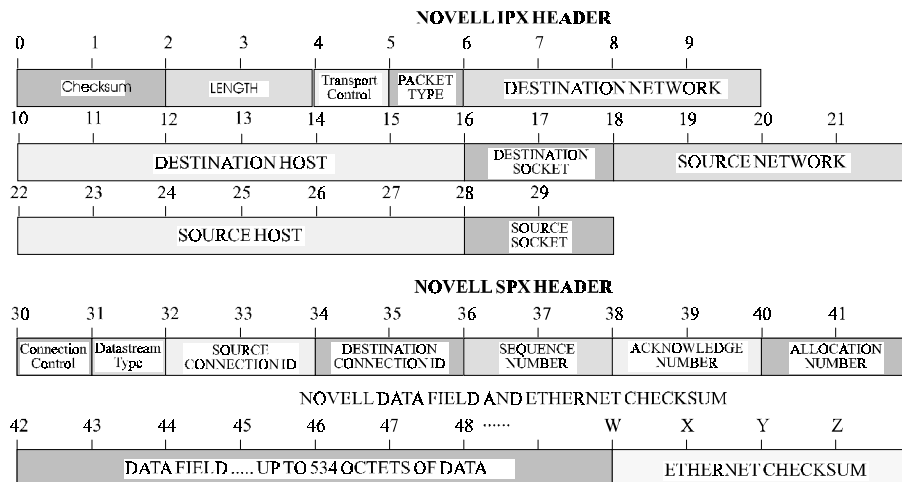 NOVELL IPX HEADER
0 1 2 3 4 5 6 7 8 9
Checksum LENGTH Transport Control PACKET TYPE DESTINATION NETWORK
10 11 12 13 14 15 16 17 18 19 20 21
DESTINATION HOST DESTINATION SOCKET SOURCE NETWORK
22 23 24 25 26 27 28 29
SOURCE HOST SOURCE SOCKET
NOVELL SPX HEADER
30 31 32 33 34 35 36 37 38 39 40 41
Connection Control Datastream Type SOURCE CONNECTION ID DESTINATION CONNECTION ID SEQUENCE NUMBER ACKNOWLEDGE NUMBER ALLOCATION NUMBER
NOVELL DATA FIELD AND ETHERNET CHECKSUM
42 43 44 45 46 47 48 ...... W X Y Z
DATA FIELD ..... UP TO 534 OCTETS OF DATA ETHERNET CHECKSUM